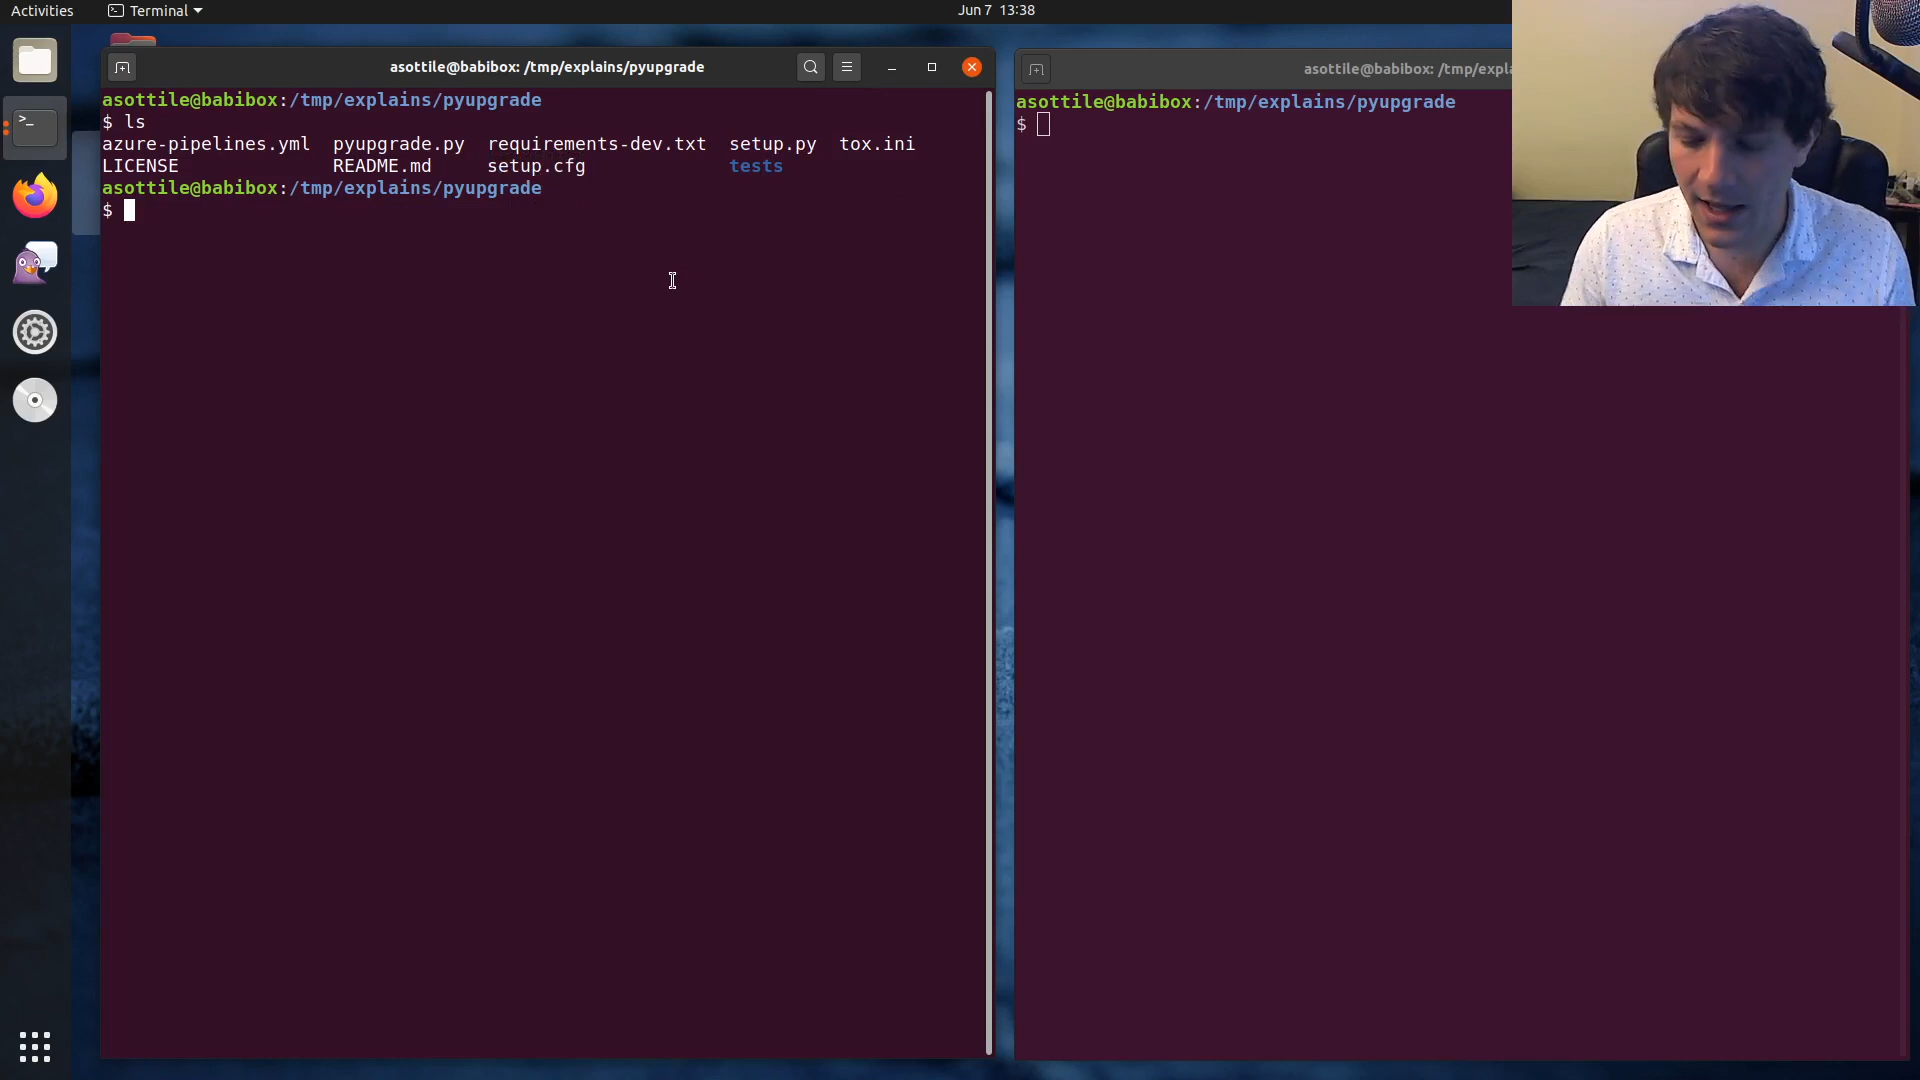 Activities
Terminal
Jun 7 13:38
asottile@babibox: /tmp/explains/pyupgrade
asottile@babibox:/tmp/explains/pyupgrade
$ ls
azure-pipelines.yml pyupgrade.py requirements-dev.txt setup.py tox.ini
LICENSE README.md setup.cfg tests
asottile@babibox:/tmp/explains/pyupgrade
$
asottile@babibox: /tmp/expla
asottile@babibox:/tmp/explains/pyupgrade
$